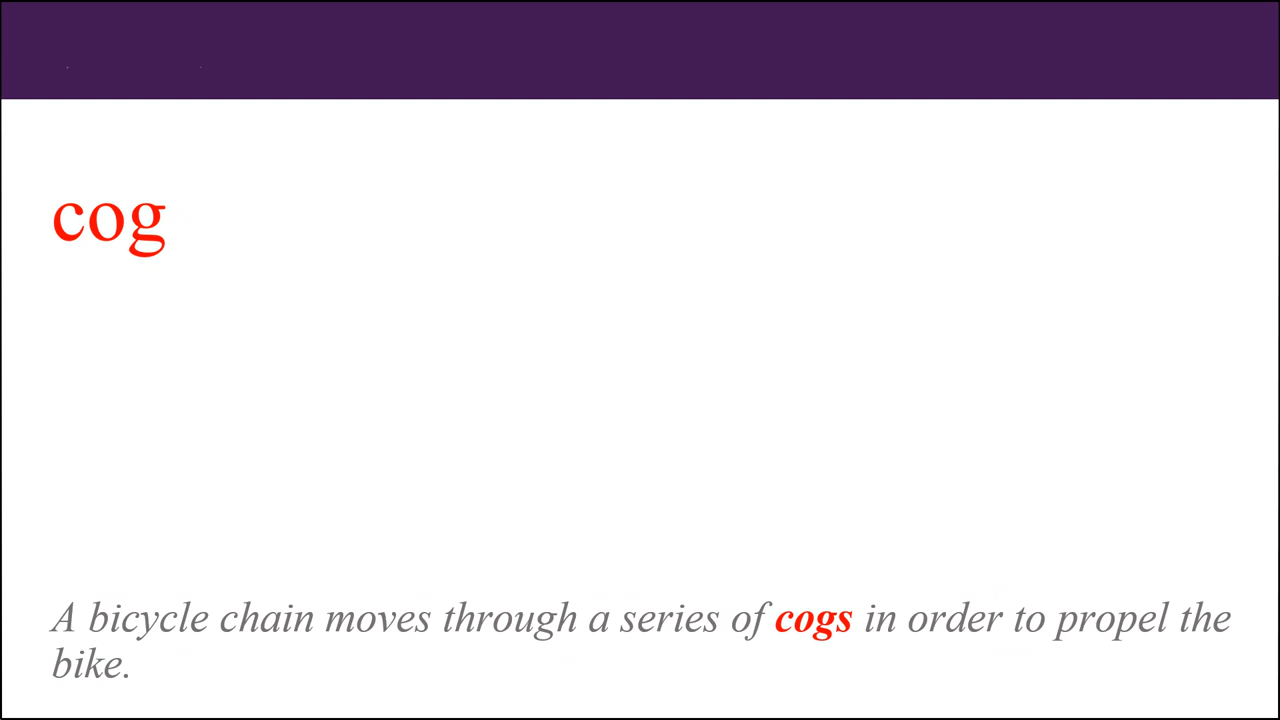 cog
A bicycle chain moves through a series of cogs in order to propel the
bike.